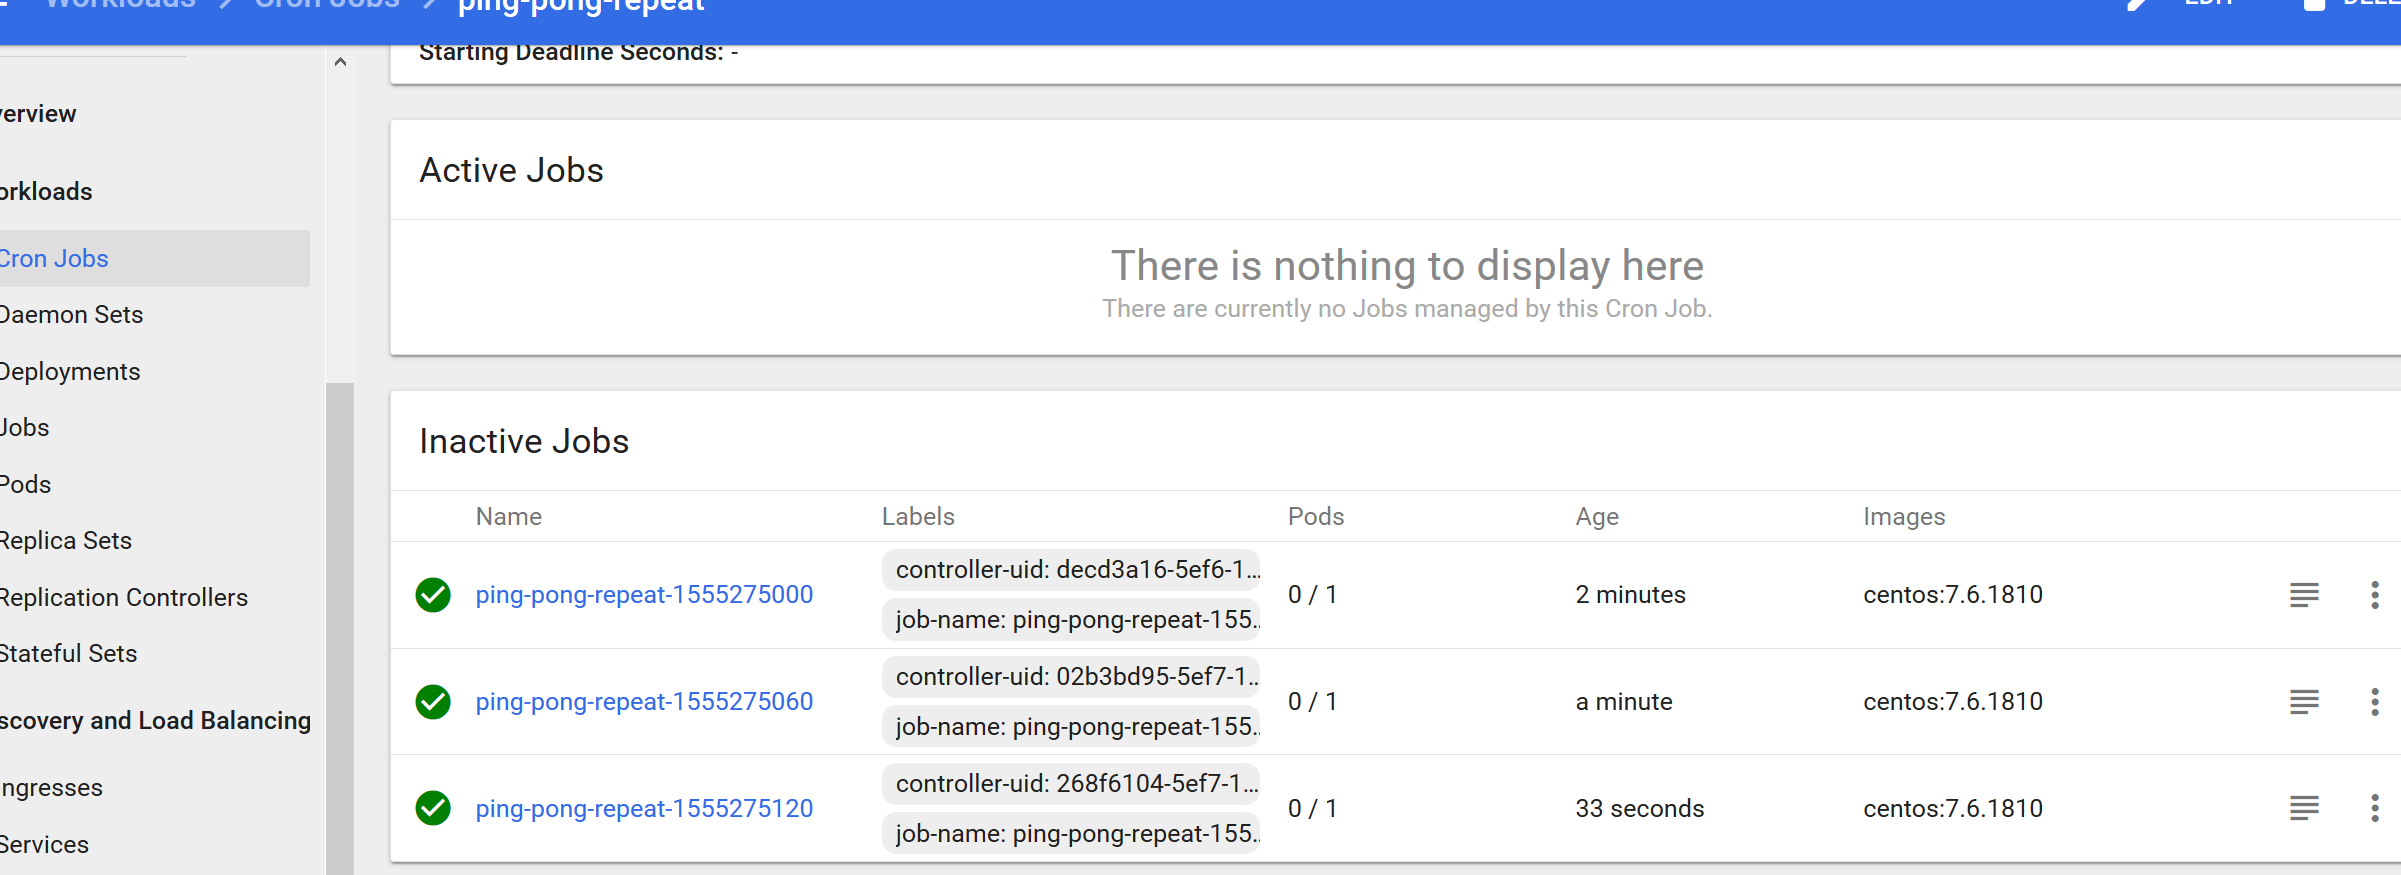 Workloads > Cron Jobs > ping-pong-repeat
EDIT
Starting Deadline Seconds: -
verview
orkloads
Cron Jobs
Daemon Sets
Deployments
Jobs
Pods
Replica Sets
Replication Controllers
Stateful Sets
scovery and Load Balancing
ngresses
Services
Active Jobs
There is nothing to display here
There are currently no Jobs managed by this Cron Job.
Inactive Jobs
Name Labels Pods Age Images
controller-uid: decd3a16-5ef6-1...
ping-pong-repeat-1555275000 0 / 1 2 minutes centos:7.6.1810
job-name: ping-pong-repeat-155..
controller-uid: 02b3bd95-5ef7-1..
ping-pong-repeat-1555275060 0 / 1 a minute centos:7.6.1810
job-name: ping-pong-repeat-155..
controller-uid: 268f6104-5ef7-1...
ping-pong-repeat-1555275120 0 / 1 33 seconds centos:7.6.1810
job-name: ping-pong-repeat-155..